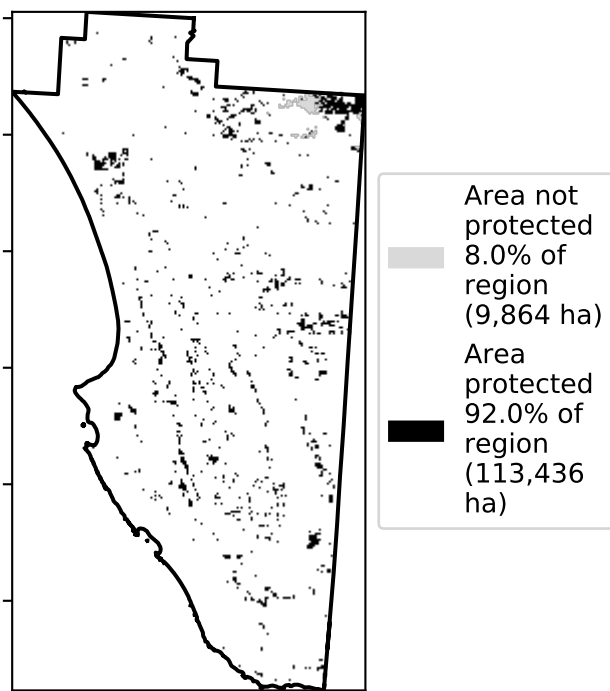 Area not
protected
8.0% of
region
(9,864 ha)
Area
protected
92.0% of
region
(113,436
ha)